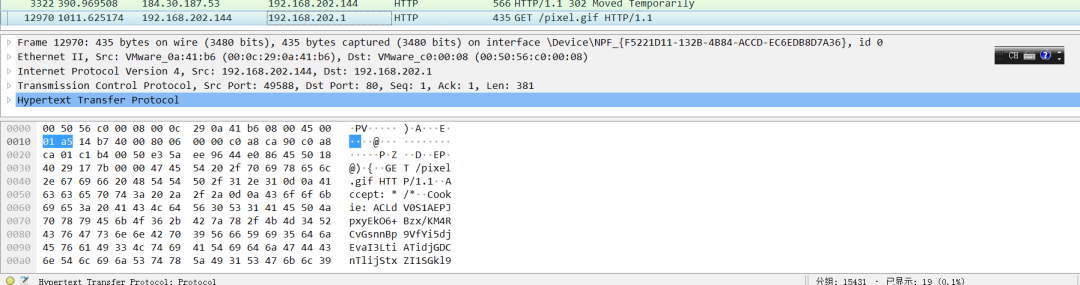 3322 390.969508 184.30.187.53 192.168.202.144 HTTP 566 HTTP/1.1 302 Moved Temporarily
12970 1011.625174 192.168.202.144 192.168.202.1 HTTP 435 GET /pixel.gif HTTP/1.1
Frame 12970: 435 bytes on wire (3480 bits), 435 bytes captured (3480 bits) on interface \Device\NPF_{F5221D11-132B-4B84-ACCD-EC6EDB8D7A36}, id 0
Ethernet II, Src: VMware_0a:41:b6 (00:0c:29:0a:41:b6), Dst: VMware_c0:00:08 (00:50:56:c0:00:08)
CH
Internet Protocol Version 4, Src: 192.168.202.144, Dst: 192.168.202.1
Transmission Control Protocol, Src Port: 49588, Dst Port: 80, Seq: 1, Ack: 1, Len: 381
Hypertext Transfer Protocol
0000 00 50 56 c0 00 08 00 0c 29 0a 41 b6 08 00 45 00 ·PV····· )·A···E·
0010 01 a5 14 b7 40 00 80 06 00 00 c0 a8 ca 90 c0 a8 ····@··· ········
0020 ca 01 c1 b4 00 50 e3 5a ee 96 44 e0 86 45 50 18 ·····P·Z ··D··EP·
0030 40 29 17 7b 00 00 47 45 54 20 2f 70 69 78 65 6c @)·{··GE T /pixel
0040 2e 67 69 66 20 48 54 54 50 2f 31 2e 31 0d 0a 41 .gif HTT P/1.1··A
0050 63 63 65 70 74 3a 20 2a 2f 2a 0d 0a 43 6f 6f 6b ccept: * /*··Cook
0060 69 65 3a 20 41 43 4c 64 56 30 53 31 41 45 50 4a ie: ACLd V0S1AEPJ
0070 70 78 79 45 6b 4f 36 2b 42 7a 78 2f 4b 4d 34 52 pxyEkO6+ Bzx/KM4R
0080 43 76 47 73 6e 6e 42 70 39 56 66 59 69 35 64 6a CvGsnnBp 9VfYi5dj
0090 45 76 61 49 33 4c 74 69 41 54 69 64 6a 47 44 43 EvaI3Lti ATidjGDC
00a0 6e 54 6c 69 6a 53 74 78 5a 49 31 53 47 6b 6c 39 nTlijStx ZI1SGkl9
Hypertext Transfer Protocol: Protocol 分组: 15431 · 已显示: 19 (0.1%)